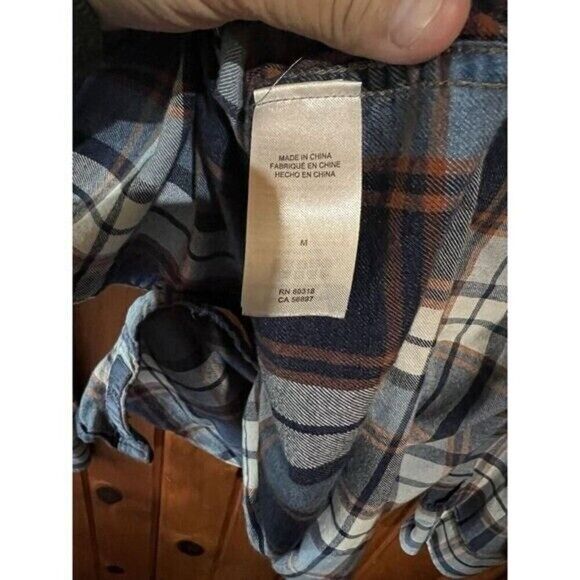 MADE IN CHINA
FABRIQUÉ EN CHINE
HECHO EN CHINA
M
RN 80318
CA 56897